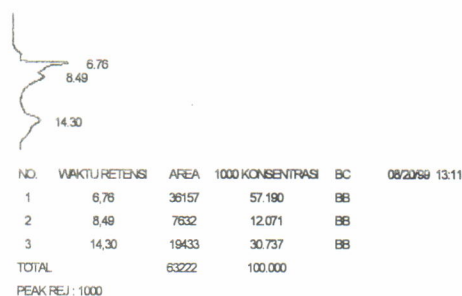 6.76
8.49
14.30
NO. WAKTU RETENSI AREA 1000 KONSENTRASI BC 08/20/99 13:11
1 6,76 36157 57.190 BB
2 8,49 7632 12.071 BB
3 14,30 19433 30.737 BB
TOTAL 63222 100.000
PEAK REJ : 1000